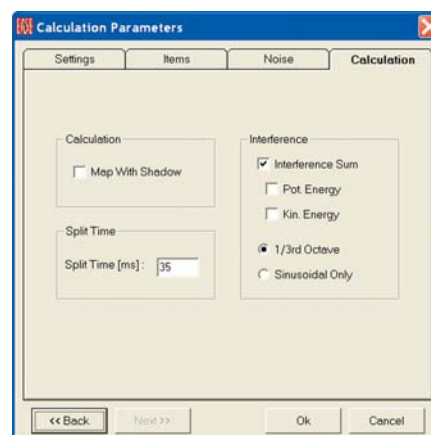 EASE Calculation Parameters
Settings Items Noise Calculation
Calculation
Map With Shadow
Split Time
Split Time [ms] : 35
Interference
Interference Sum
Pot. Energy
Kin. Energy
1/3rd Octave
Sinusoidal Only
<< Back Next >> Ok Cancel